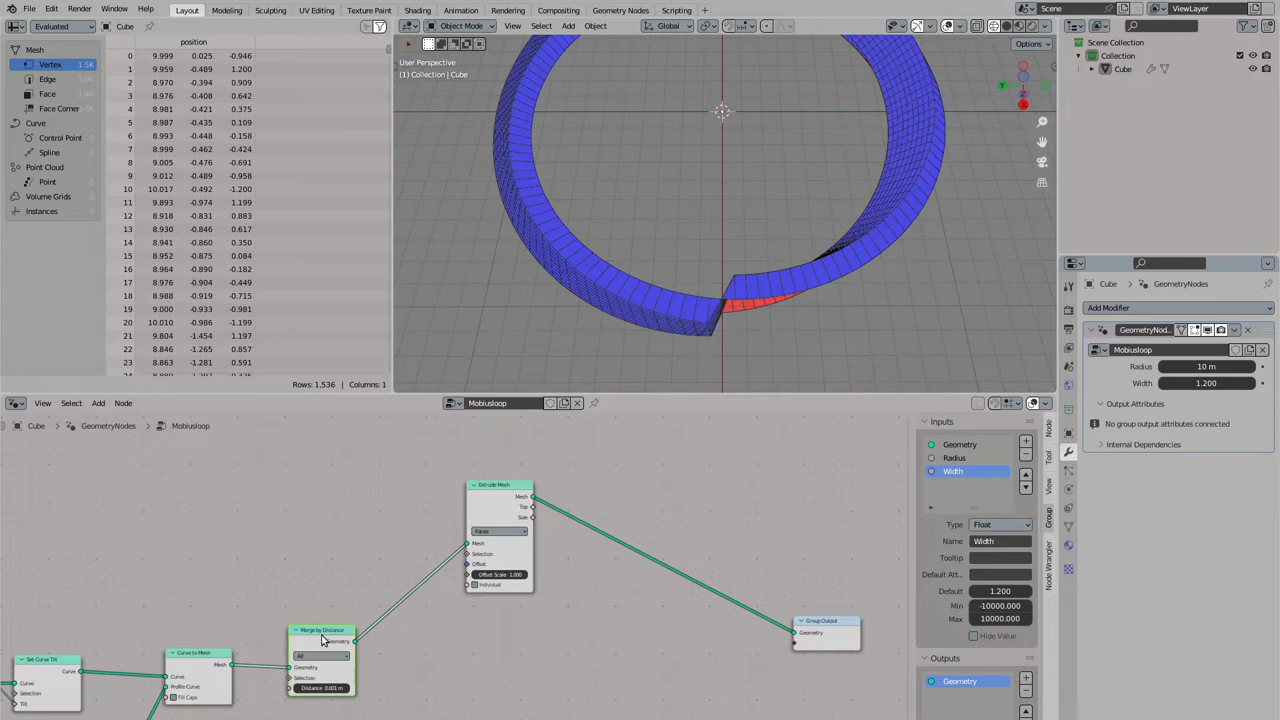 File Edit Render Window Help Layout Modeling Sculpting UV Editing Texture Paint Shading Animation Rendering Compositing Geometry Nodes Scripting + Scene ViewLayer
Evaluated Cube
Object Mode View Select Add Object Global
Options
position
Mesh
Vertex 1.5K
Edge
Face
Face Corner
Curve
Control Point
Spline
Point Cloud
Point
Volume Grids
Instances
0 9.999 0.025 -0.946
1 9.959 -0.489 1.200
2 8.970 -0.394 0.909
3 8.976 -0.408 0.642
4 8.981 -0.421 0.375
5 8.987 -0.435 0.109
6 8.993 -0.448 -0.158
7 8.999 -0.462 -0.424
8 9.005 -0.476 -0.691
9 9.012 -0.489 -0.958
10 10.017 -0.492 -1.200
11 9.893 -0.974 1.199
12 8.918 -0.831 0.883
13 8.930 -0.846 0.617
14 8.941 -0.860 0.350
15 8.952 -0.875 0.084
16 8.964 -0.890 -0.182
17 8.976 -0.904 -0.449
18 8.988 -0.919 -0.715
19 9.000 -0.933 -0.981
20 10.010 -0.986 -1.199
21 9.804 -1.454 1.197
22 8.846 -1.265 0.857
23 8.863 -1.281 0.591
Rows: 1,536 | Columns: 1
User Perspective
(1) Collection | Cube
Y
X
Scene Collection
Collection
Cube
Cube GeometryNodes
Add Modifier
GeometryNod..
Mobiusloop
Radius 10 m
Width 1.200
Output Attributes
No group output attributes connected
Internal Dependencies
View Select Add Node Mobiusloop
Cube GeometryNodes Mobiusloop
Set Curve Tilt
Curve
Curve
Selection
Tilt
Curve to Mesh
Mesh
Curve
Profile Curve
Fill Caps
Merge by Distance
Geometry
All
Geometry
Selection
Distance 0.001 m
Extrude Mesh
Mesh
Top
Side
Faces
Mesh
Selection
Offset
Offset Scale 1.000
Individual
Group Output
Geometry
Inputs
Geometry
Radius
Width
Type Float
Name Width
Tooltip
Default Att...
Default 1.200
Min -10000.000
Max 10000.000
Hide Value
Outputs
Geometry
Node
Tool
View
Group
Node Wrangler